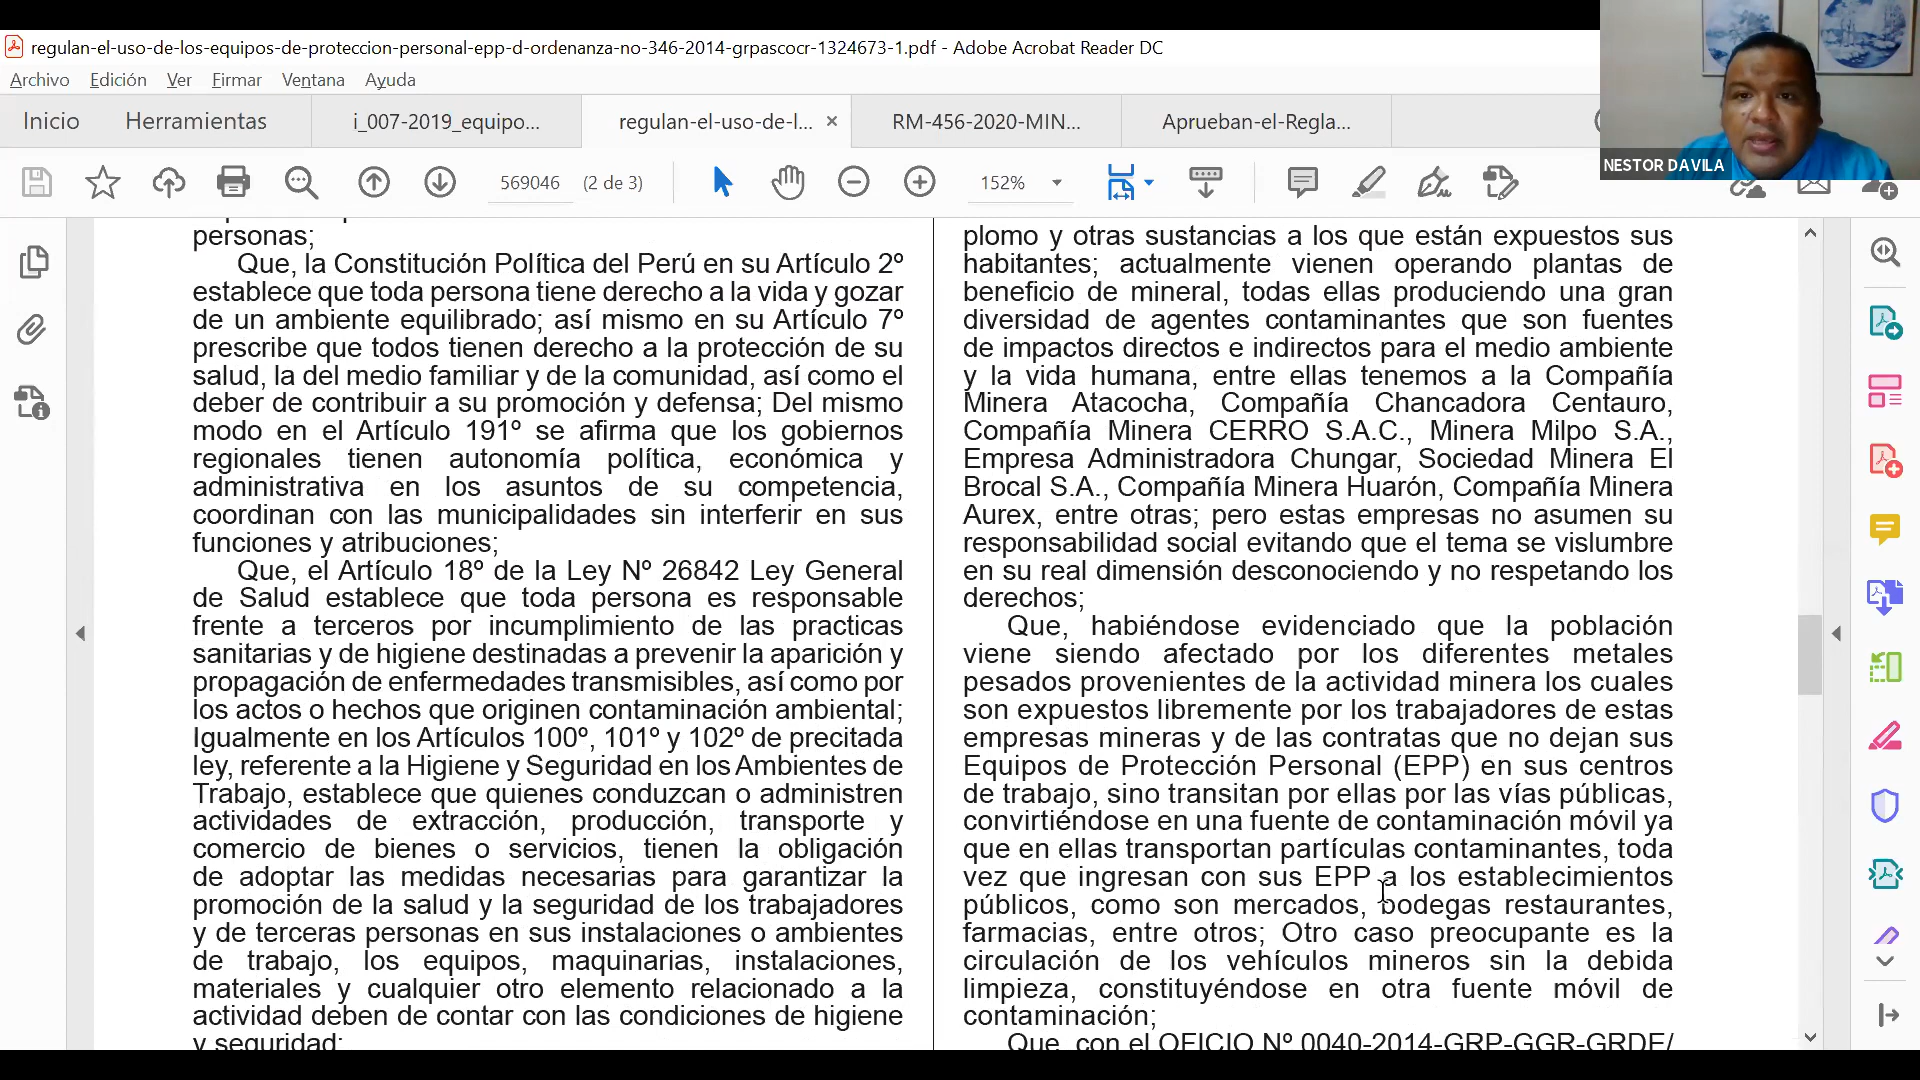 regulan-el-uso-de-los-equipos-de-proteccion-personal-epp-d-ordenanza-no-346-2014-grpascocr-1324673-1.pdf - Adobe Acrobat Reader DC
Archivo Edición Ver Firmar Ventana Ayuda
Inicio Herramientas i_007-2019_equipo... regulan-el-uso-de-l... × RM-456-2020-MIN... Aprueban-el-Regla...
NESTOR DAVILA
569046 (2 de 3) 152%
personas;
Que, la Constitución Política del Perú en su Artículo 2º
establece que toda persona tiene derecho a la vida y gozar
de un ambiente equilibrado; así mismo en su Artículo 7º
prescribe que todos tienen derecho a la protección de su
salud, la del medio familiar y de la comunidad, así como el
deber de contribuir a su promoción y defensa; Del mismo
modo en el Artículo 191º se afirma que los gobiernos
regionales tienen autonomía política, económica y
administrativa en los asuntos de su competencia,
coordinan con las municipalidades sin interferir en sus
funciones y atribuciones;
Que, el Artículo 18º de la Ley Nº 26842 Ley General
de Salud establece que toda persona es responsable
frente a terceros por incumplimiento de las practicas
sanitarias y de higiene destinadas a prevenir la aparición y
propagación de enfermedades transmisibles, así como por
los actos o hechos que originen contaminación ambiental;
Igualmente en los Artículos 100º, 101º y 102º de precitada
ley, referente a la Higiene y Seguridad en los Ambientes de
Trabajo, establece que quienes conduzcan o administren
actividades de extracción, producción, transporte y
comercio de bienes o servicios, tienen la obligación
de adoptar las medidas necesarias para garantizar la
promoción de la salud y la seguridad de los trabajadores
y de terceras personas en sus instalaciones o ambientes
de trabajo, los equipos, maquinarias, instalaciones,
materiales y cualquier otro elemento relacionado a la
actividad deben de contar con las condiciones de higiene
y seguridad;
plomo y otras sustancias a los que están expuestos sus
habitantes; actualmente vienen operando plantas de
beneficio de mineral, todas ellas produciendo una gran
diversidad de agentes contaminantes que son fuentes
de impactos directos e indirectos para el medio ambiente
y la vida humana, entre ellas tenemos a la Compañía
Minera Atacocha, Compañía Chancadora Centauro,
Compañía Minera CERRO S.A.C., Minera Milpo S.A.,
Empresa Administradora Chungar, Sociedad Minera El
Brocal S.A., Compañía Minera Huarón, Compañía Minera
Aurex, entre otras; pero estas empresas no asumen su
responsabilidad social evitando que el tema se vislumbre
en su real dimensión desconociendo y no respetando los
derechos;
Que, habiéndose evidenciado que la población
viene siendo afectado por los diferentes metales
pesados provenientes de la actividad minera los cuales
son expuestos libremente por los trabajadores de estas
empresas mineras y de las contratas que no dejan sus
Equipos de Protección Personal (EPP) en sus centros
de trabajo, sino transitan por ellas por las vías públicas,
convirtiéndose en una fuente de contaminación móvil ya
que en ellas transportan partículas contaminantes, toda
vez que ingresan con sus EPP a los establecimientos
públicos, como son mercados, bodegas restaurantes,
farmacias, entre otros; Otro caso preocupante es la
circulación de los vehículos mineros sin la debida
limpieza, constituyéndose en otra fuente móvil de
contaminación;
Que, con el OFICIO Nº 0040-2014-GRP-GGR-GRDE/